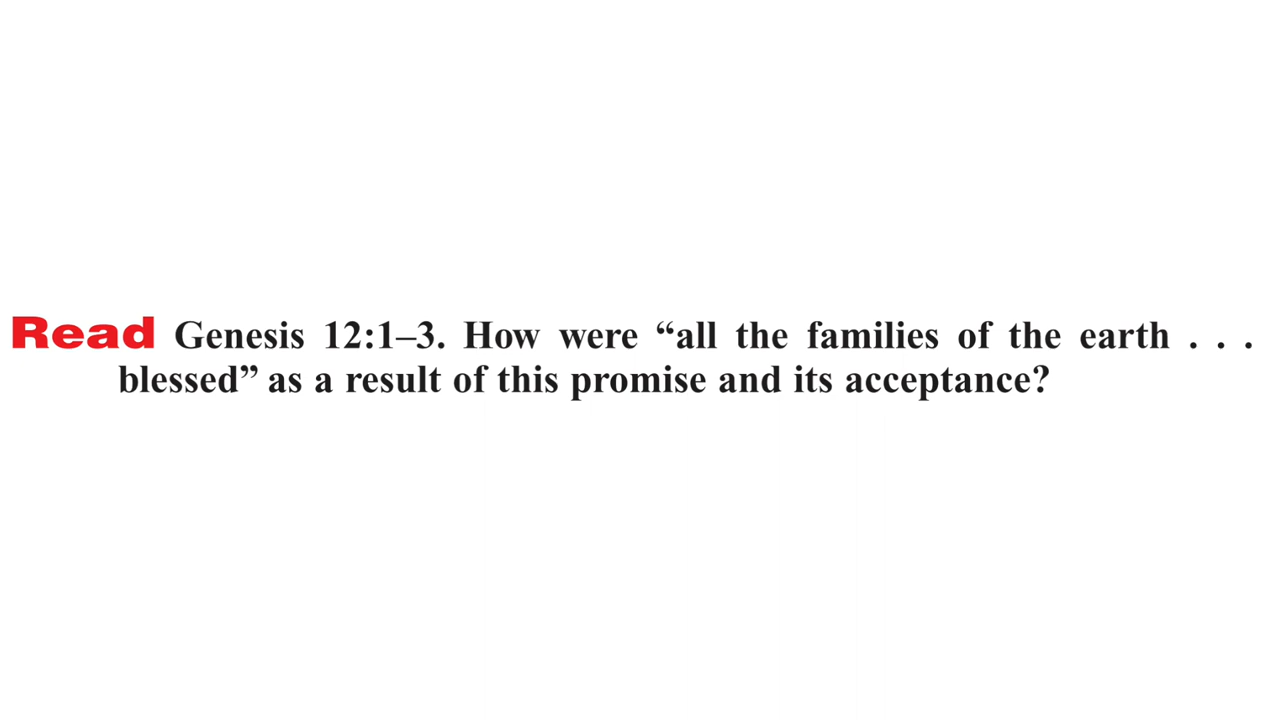 Read Genesis 12:1–3. How were “all the families of the earth . . .
blessed” as a result of this promise and its acceptance?